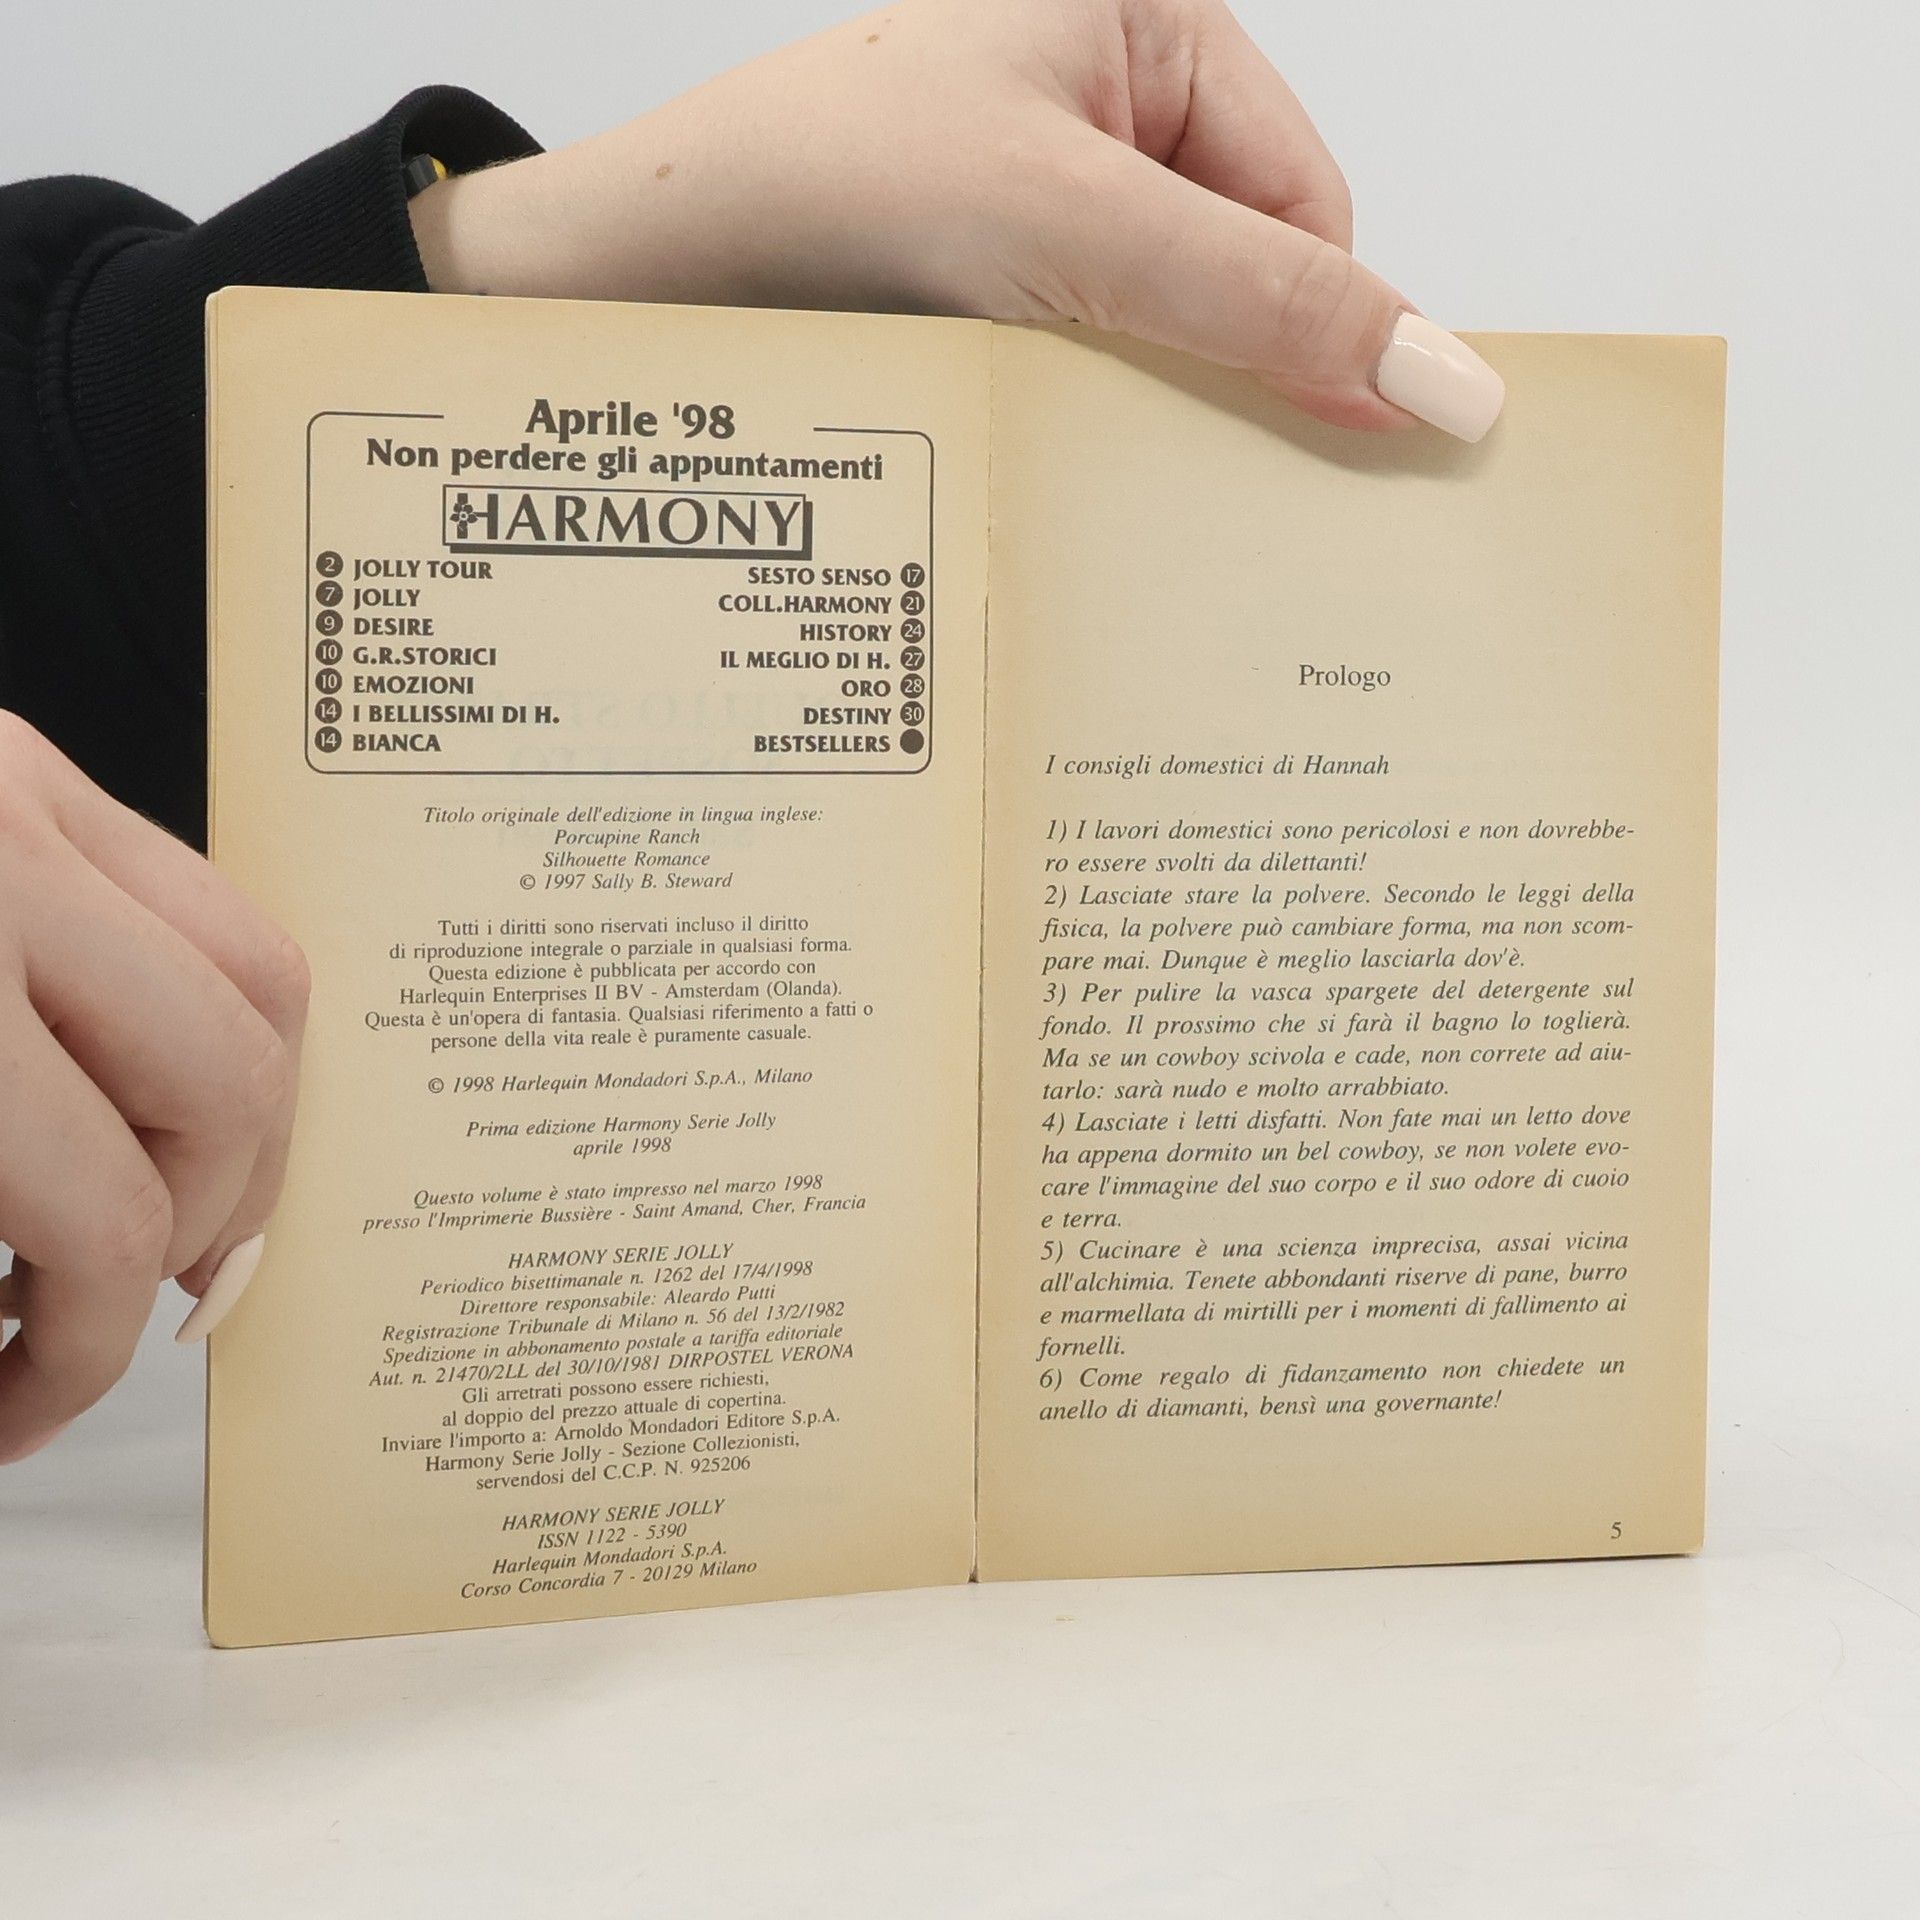 Aprile '98
Non perdere gli appuntamenti
HARMONY
2 JOLLY TOUR
7 JOLLY
9 DESIRE
10 G.R.STORICI
10 EMOZIONI
14 I BELLISSIMI DI H.
14 BIANCA
SESTO SENSO 17
COLL.HARMONY 21
HISTORY 24
IL MEGLIO DI H. 27
ORO 28
DESTINY 30
BESTSELLERS
Titolo originale dell'edizione in lingua inglese:
Porcupine Ranch
Silhouette Romance
© 1997 Sally B. Steward
Tutti i diritti sono riservati incluso il diritto
di riproduzione integrale o parziale in qualsiasi forma.
Questa edizione è pubblicata per accordo con
Harlequin Enterprises II BV - Amsterdam (Olanda).
Questa è un'opera di fantasia. Qualsiasi riferimento a fatti o
persone della vita reale è puramente casuale.
© 1998 Harlequin Mondadori S.p.A., Milano
Prima edizione Harmony Serie Jolly
aprile 1998
Questo volume è stato impresso nel marzo 1998
presso l'Imprimerie Bussière - Saint Amand, Cher, Francia
HARMONY SERIE JOLLY
Periodico bisettimanale n. 1262 del 17/4/1998
Direttore responsabile: Aleardo Putti
Registrazione Tribunale di Milano n. 56 del 13/2/1982
Spedizione in abbonamento postale a tariffa editoriale
Aut. n. 21470/2LL del 30/10/1981 DIRPOSTEL VERONA
Gli arretrati possono essere richiesti,
al doppio del prezzo attuale di copertina.
Inviare l'importo a: Arnoldo Mondadori Editore S.p.A.
Harmony Serie Jolly - Sezione Collezionisti,
servendosi del C.C.P. N. 925206
HARMONY SERIE JOLLY
ISSN 1122 - 5390
Harlequin Mondadori S.p.A.
Corso Concordia 7 - 20129 Milano
Prologo
I consigli domestici di Hannah
1) I lavori domestici sono pericolosi e non dovrebbe-
ro essere svolti da dilettanti!
2) Lasciate stare la polvere. Secondo le leggi della
fisica, la polvere può cambiare forma, ma non scom-
pare mai. Dunque è meglio lasciarla dov'è.
3) Per pulire la vasca spargete del detergente sul
fondo. Il prossimo che si farà il bagno lo toglierà.
Ma se un cowboy scivola e cade, non correte ad aiu-
tarlo: sarà nudo e molto arrabbiato.
4) Lasciate i letti disfatti. Non fate mai un letto dove
ha appena dormito un bel cowboy, se non volete evo-
care l'immagine del suo corpo e il suo odore di cuoio
e terra.
5) Cucinare è una scienza imprecisa, assai vicina
all'alchimia. Tenete abbondanti riserve di pane, burro
e marmellata di mirtilli per i momenti di fallimento ai
fornelli.
6) Come regalo di fidanzamento non chiedete un
anello di diamanti, bensì una governante!
5